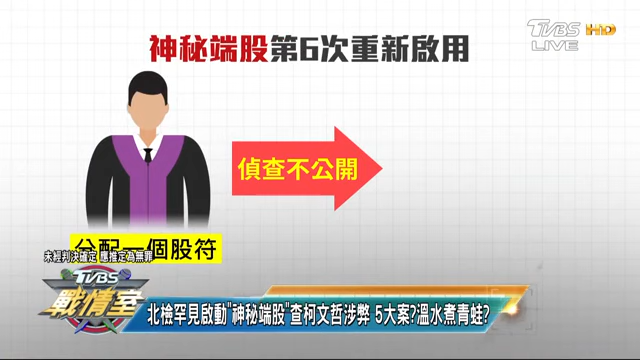 TVBS HD
LIVE
神秘端股第6次重新啟用
偵查不公開
分配一個股符
未經判決確定 應推定為無罪
TVBS
戰情室
北檢罕見啟動"神秘端股"查柯文哲涉弊 5大案?溫水煮青蛙?